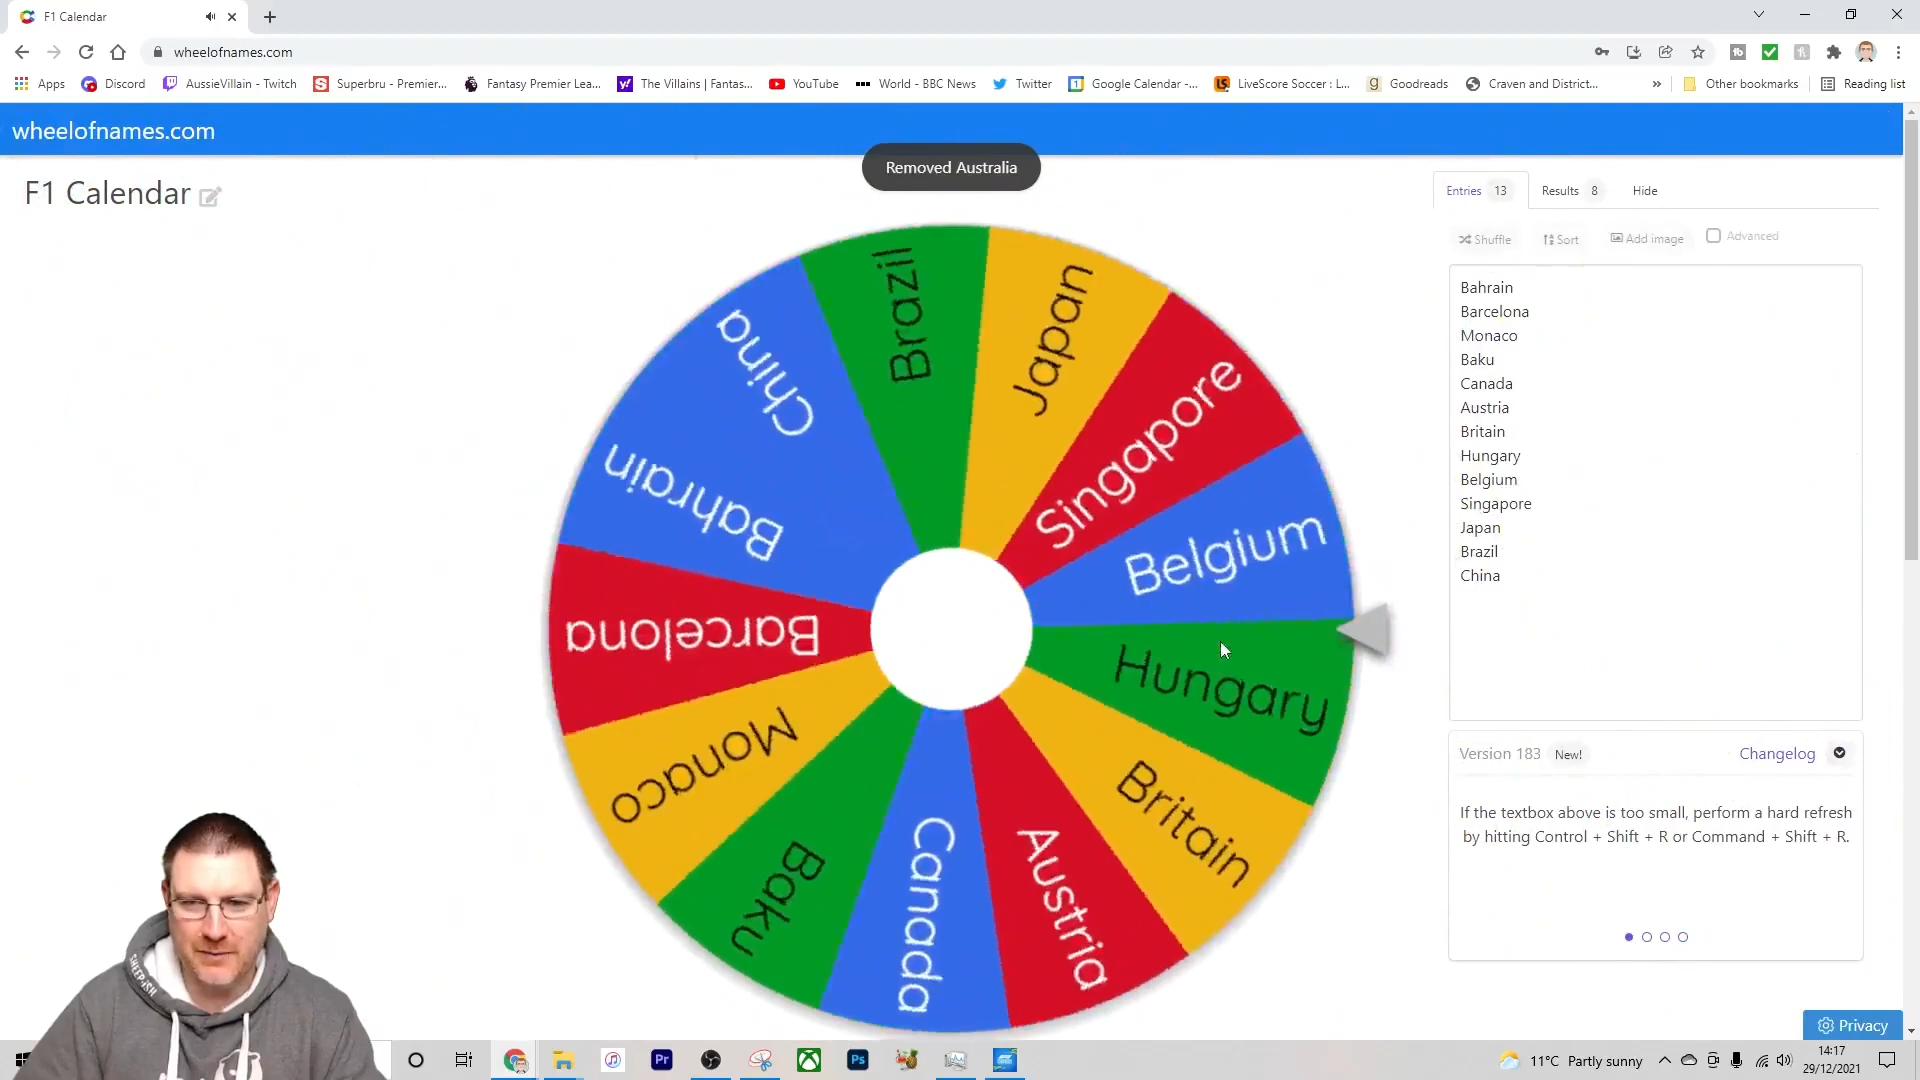 F1 Calendar
wheelofnames.com
Apps
Discord
AussieVillain - Twitch
Superbru - Premier...
Fantasy Premier Lea...
The Villains | Fantas...
YouTube
World - BBC News
Twitter
Google Calendar -...
LiveScore Soccer : L...
Goodreads
Craven and District...
»
Other bookmarks
Reading list
wheelofnames.com
Removed Australia
F1 Calendar
Entries 13
Results 8
Hide
Shuffle
Sort
Add image
Advanced
Brazil
Japan
Singapore
Belgium
Hungary
Britain
Austria
Canada
Baku
Monaco
Barcelona
Bahrain
China
Bahrain
Barcelona
Monaco
Baku
Canada
Austria
Britain
Hungary
Belgium
Singapore
Japan
Brazil
China
Version 183 New!
Changelog
If the textbox above is too small, perform a hard refresh
by hitting Control + Shift + R or Command + Shift + R.
SHEEPISH
Privacy
Pr
Ps
11°C Partly sunny
14:17
29/12/2021